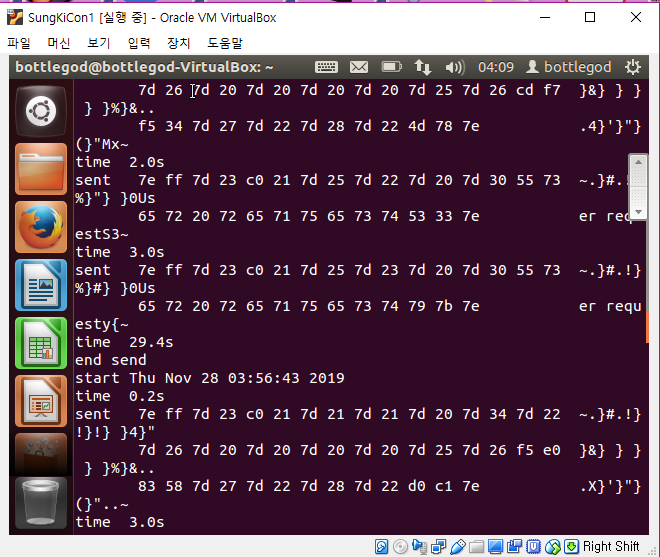 SungKiCon1 [실행 중] - Oracle VM VirtualBox
파일 머신 보기 입력 장치 도움말
bottlegod@bottlegod-VirtualBox: ~ 04:09 bottlegod
7d 26 7d 20 7d 20 7d 20 7d 20 7d 25 7d 26 cd f7 }&} } }
} }%}&..
f5 34 7d 27 7d 22 7d 28 7d 22 4d 78 7e .4}'}"}
(}"Mx~
time 2.0s
sent 7e ff 7d 23 c0 21 7d 25 7d 22 7d 20 7d 30 55 73 ~.}#.!
%}"} }0Us
65 72 20 72 65 71 75 65 73 74 53 33 7e er requ
estS3~
time 3.0s
sent 7e ff 7d 23 c0 21 7d 25 7d 23 7d 20 7d 30 55 73 ~.}#.!}
%}#} }0Us
65 72 20 72 65 71 75 65 73 74 79 7b 7e er requ
esty{~
time 29.4s
end send
start Thu Nov 28 03:56:43 2019
time 0.2s
sent 7e ff 7d 23 c0 21 7d 21 7d 21 7d 20 7d 34 7d 22 ~.}#.!}
!}!} }4}"
7d 26 7d 20 7d 20 7d 20 7d 20 7d 25 7d 26 f5 e0 }&} } }
} }%}&..
83 58 7d 27 7d 22 7d 28 7d 22 d0 c1 7e .X}'}"}
(}"..~
time 3.0s
Right Shift